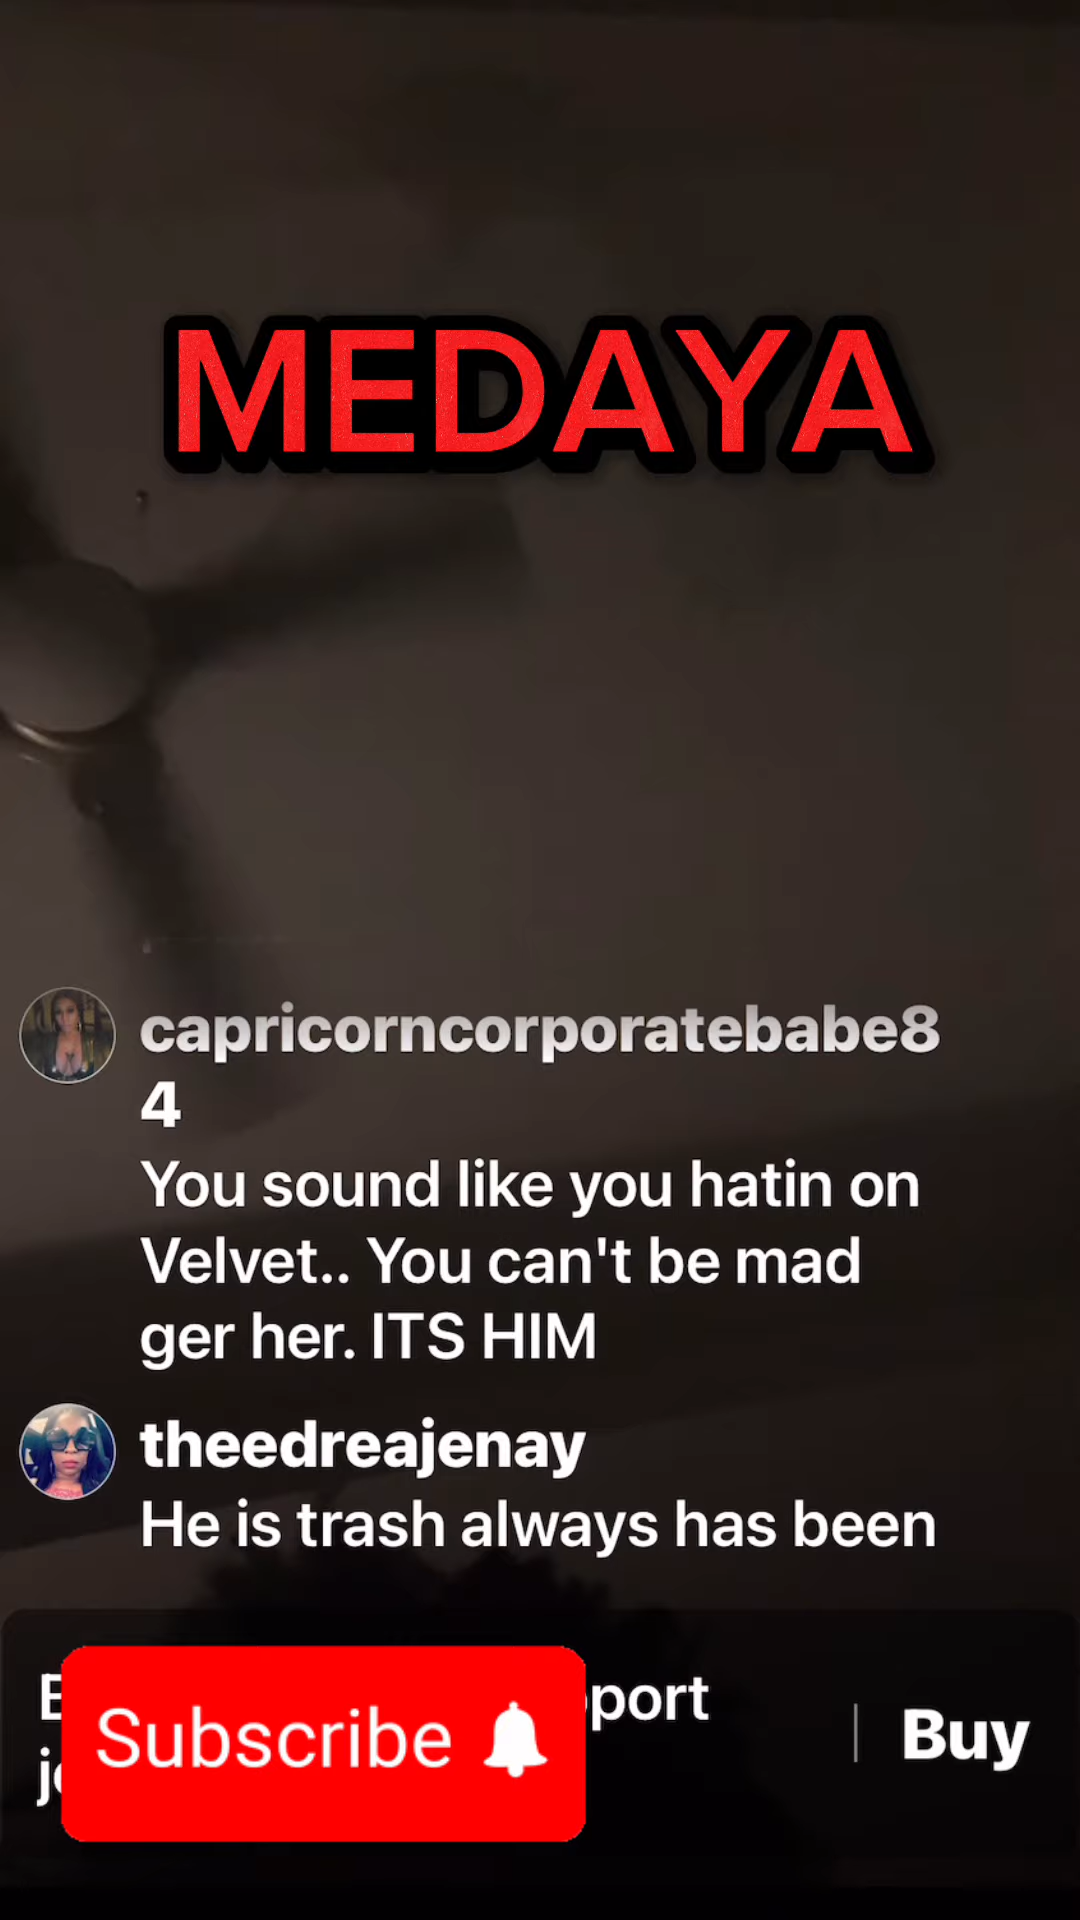 MEDAYA
capricorncorporatebabe8
4
You sound like you hatin on
Velvet.. You can't be mad
ger her. ITS HIM
theedreajenay
He is trash always has been
Subscribe
Buy